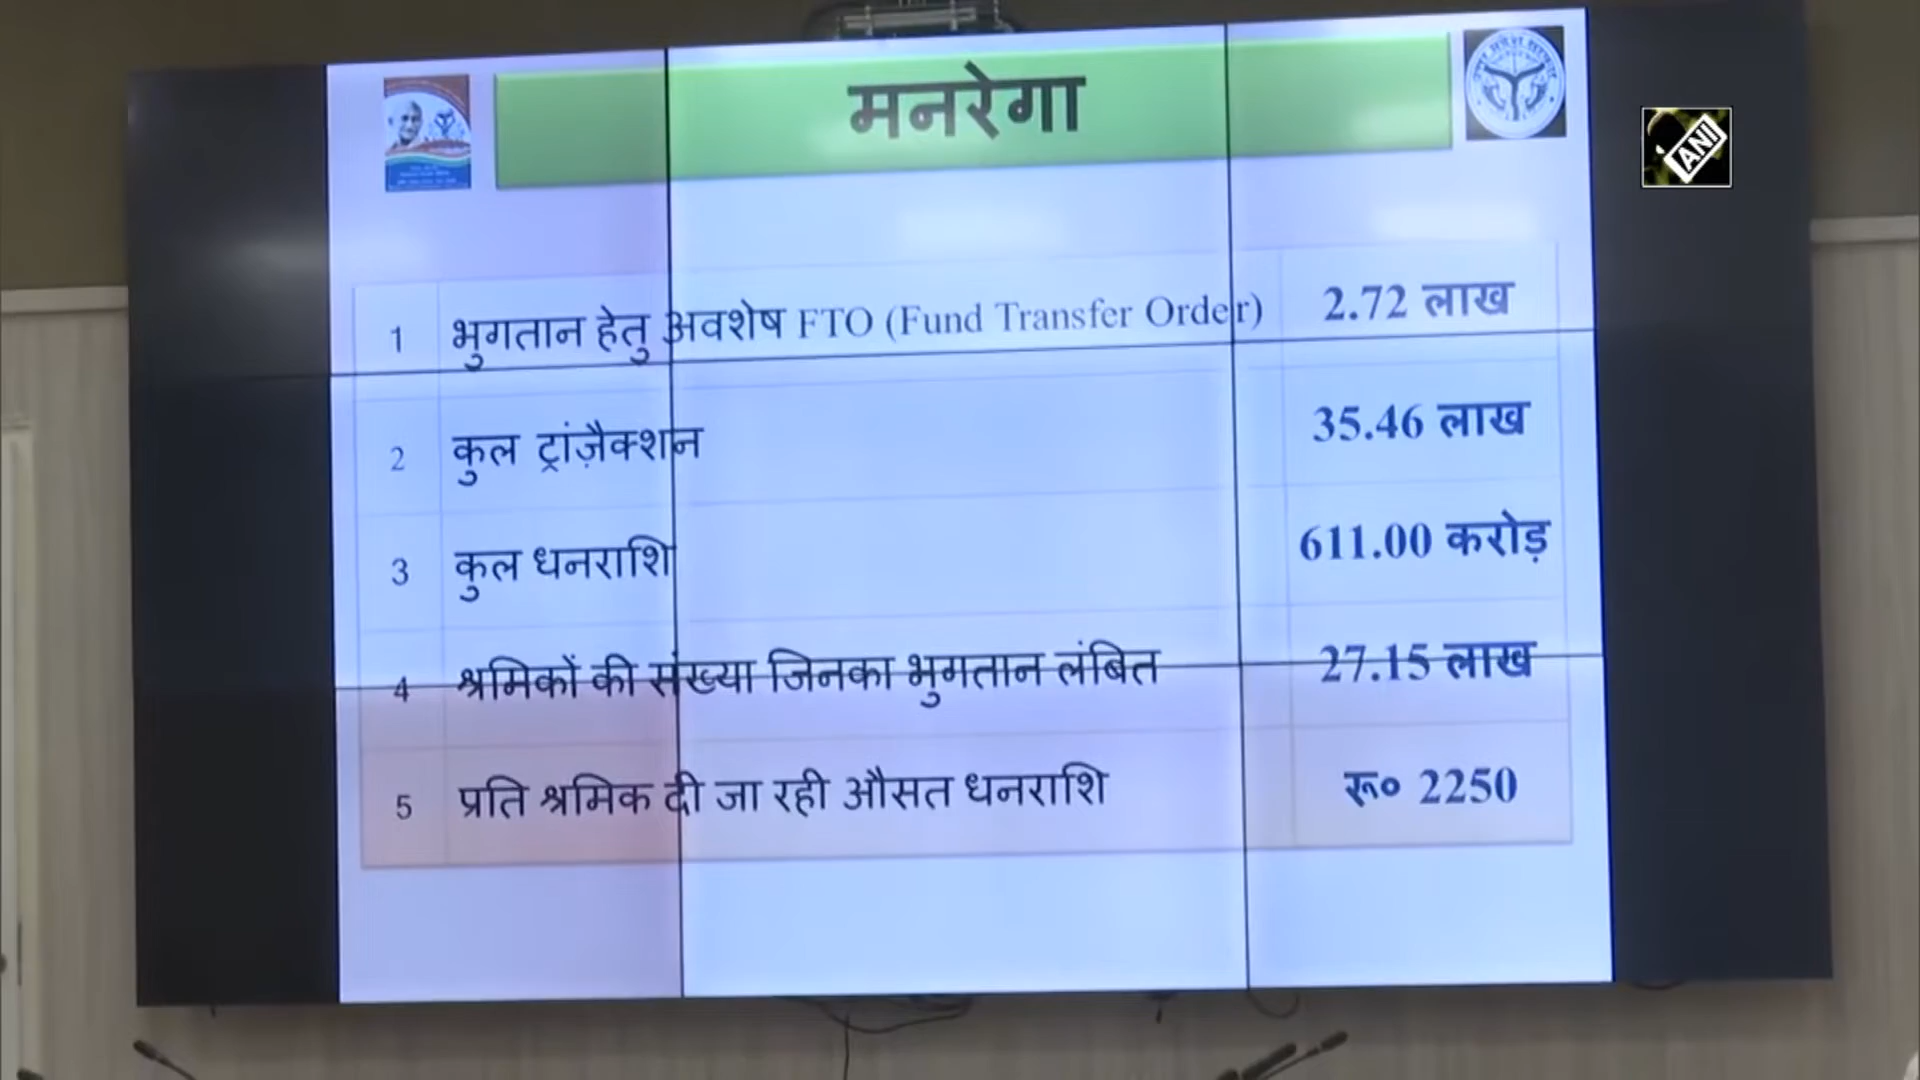 मनरेगा
ANI
1 भुगतान हेतु अवशेष FTO (Fund Transfer Order) 2.72 लाख
2 कुल ट्रांज़ैक्शन 35.46 लाख
3 कुल धनराशि 611.00 करोड़
4 श्रमिकों की संख्या जिनका भुगतान लंबित 27.15 लाख
5 प्रति श्रमिक दी जा रही औसत धनराशि रू० 2250